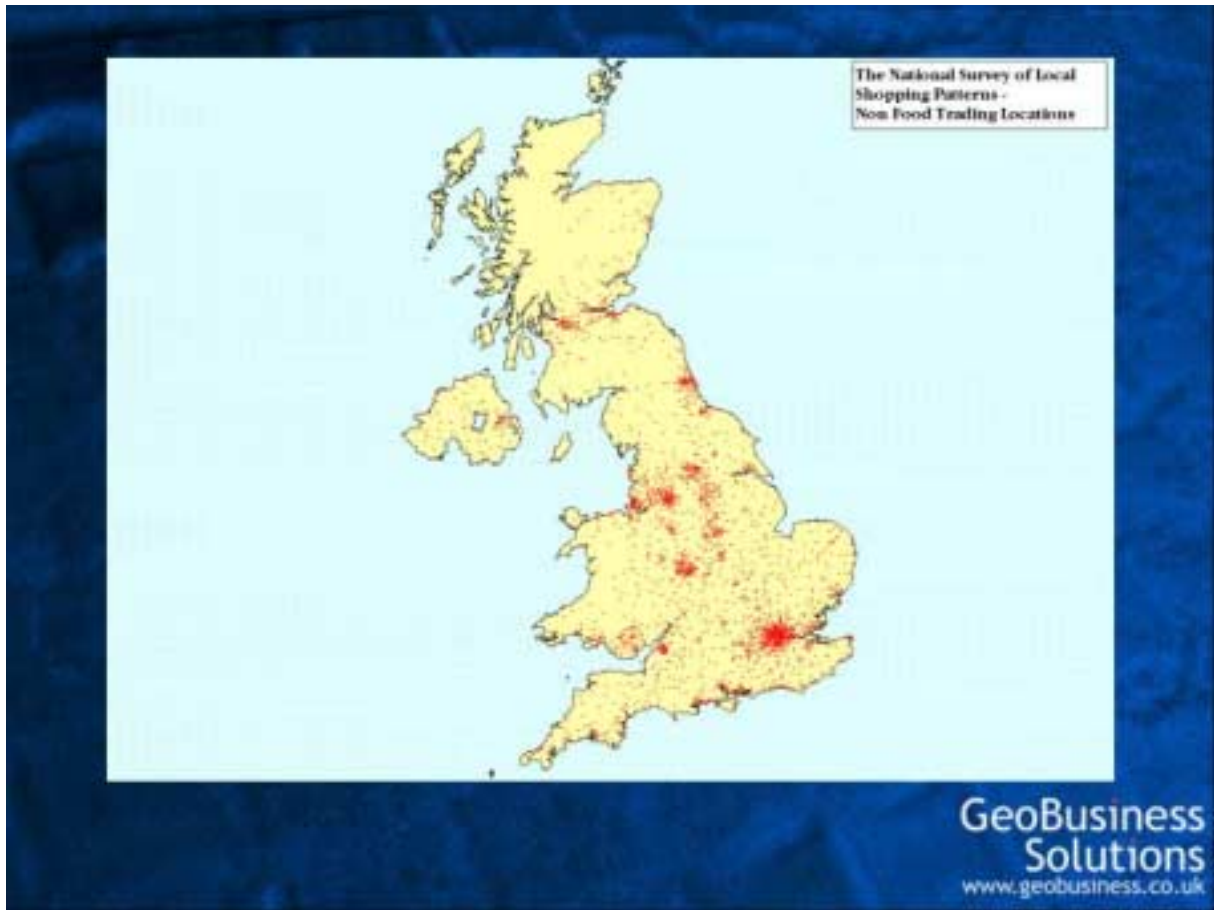 The National Survey of Local
Shopping Patterns -
Non Food Trading Locations
GeoBusiness
Solutions
www.geobusiness.co.uk